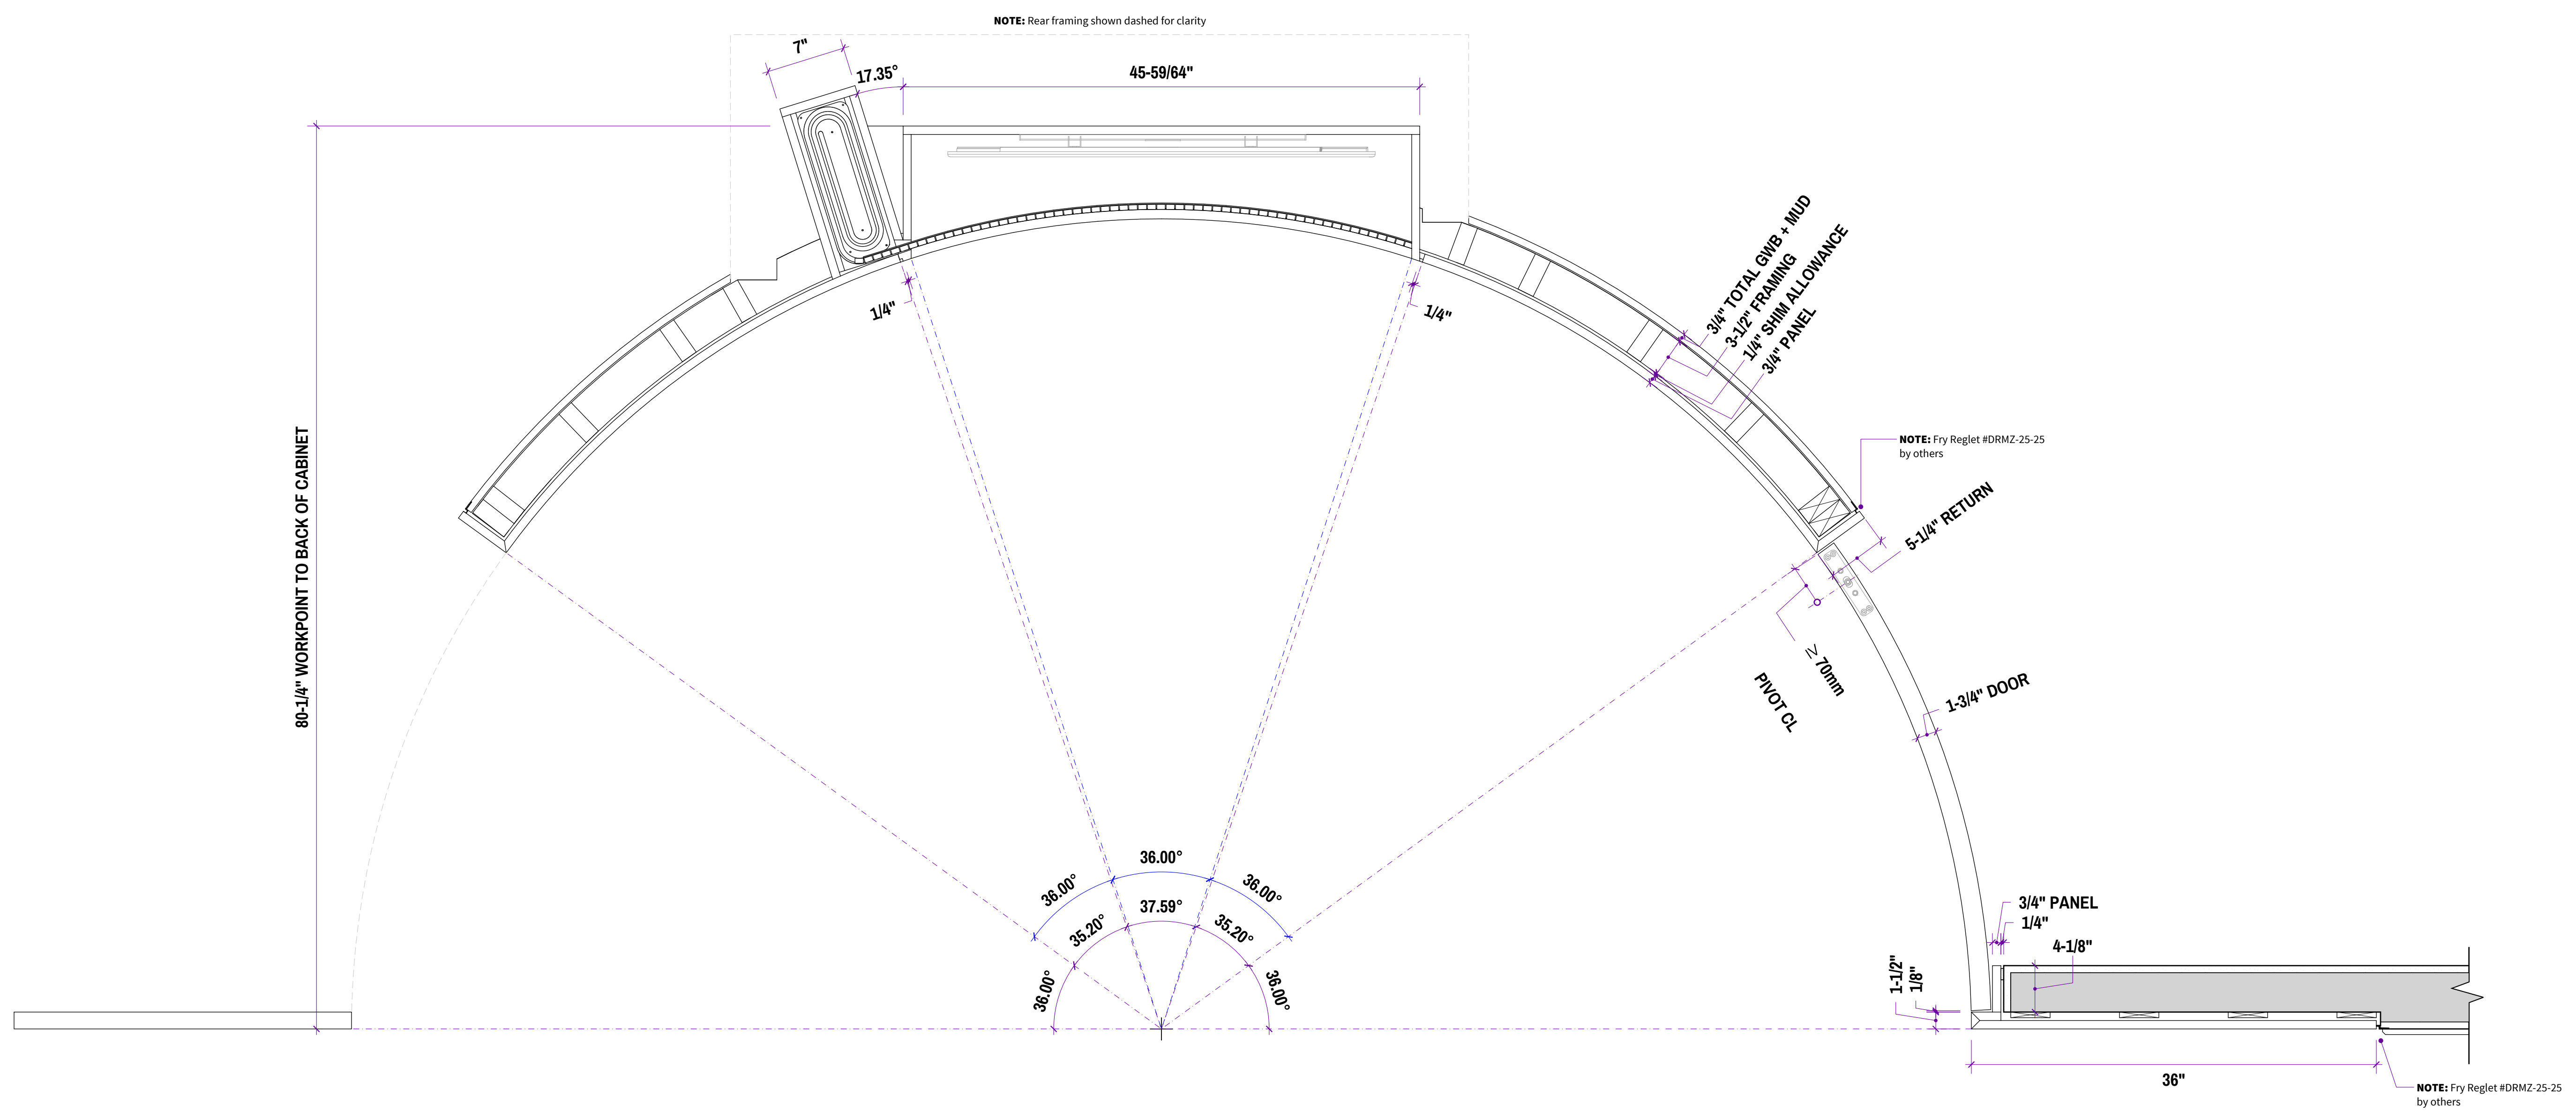 NOTE: Rear framing shown dashed for clarity
7"
17.35°
45-59/64"
80-1/4" WORKPOINT TO BACK OF CABINET
1/4"
1/4"
3/4" TOTAL GWB + MUD
3-1/2" FRAMING
1/4" SHIM ALLOWANCE
3/4" PANEL
NOTE: Fry Reglet #DRMZ-25-25
by others
5-1/4" RETURN
≥ 70mm
PIVOT CL
1-3/4" DOOR
36.00°
36.00°
36.00°
37.59°
35.20°
35.20°
36.00°
36.00°
3/4" PANEL
1/4"
4-1/8"
1-1/2"
1/8"
36"
NOTE: Fry Reglet #DRMZ-25-25
by others